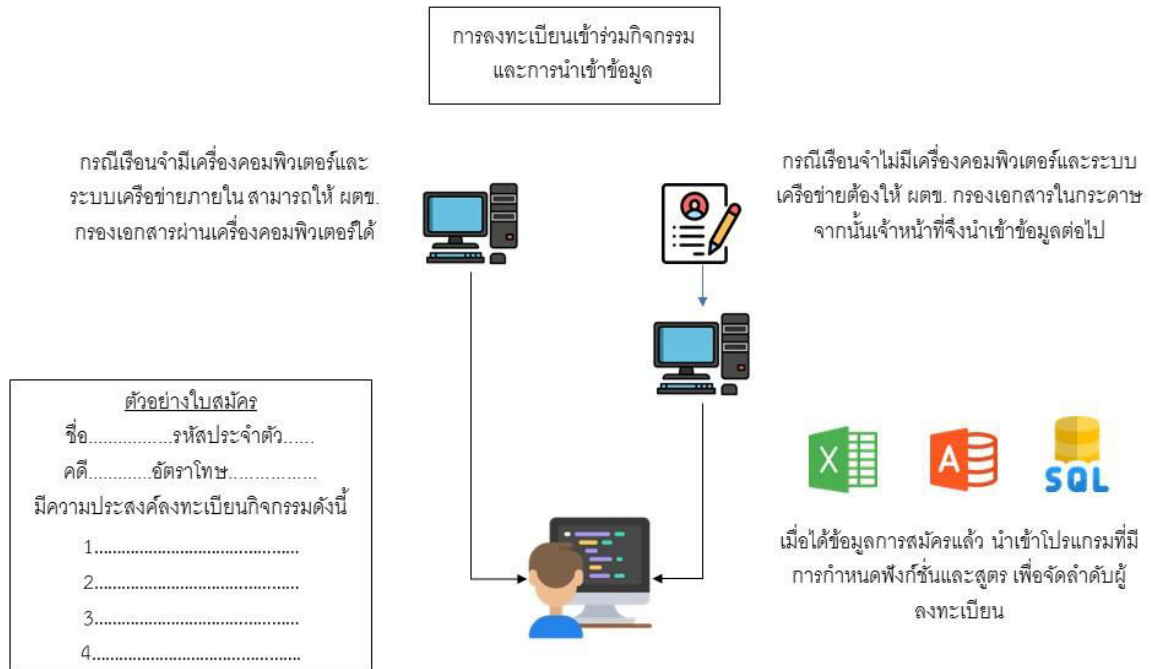 การลงทะเบียนเข้าร่วมกิจกรรม
และการนำเข้าข้อมูล
กรณีเรือนจำมีเครื่องคอมพิวเตอร์และ
ระบบเครือข่ายภายใน สามารถให้ ผตข.
กรองเอกสารผ่านเครื่องคอมพิวเตอร์ได้
กรณีเรือนจำไม่มีเครื่องคอมพิวเตอร์และระบบ
เครือข่ายต้องให้ ผตข. กรองเอกสารในกระดาษ
จากนั้นเจ้าหน้าที่จึงนำเข้าข้อมูลต่อไป
ตัวอย่างใบสมัคร
ชื่อ.................รหัสประจำตัว......
คดี............อัตราโทษ.................
มีความประสงค์ลงทะเบียนกิจกรรมดังนี้
1...........................................
2...........................................
3...........................................
4............................................
X
A
SQL
เมื่อได้ข้อมูลการสมัครแล้ว นำเข้าโปรแกรมที่มี
การกำหนดฟังก์ชั่นและสูตร เพื่อจัดลำดับผู้
ลงทะเบียน